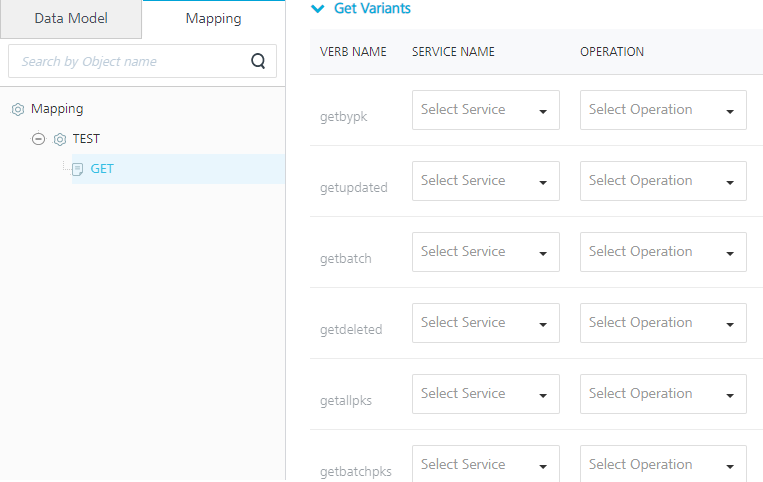 Data Model
Mapping
Search by Object name
Mapping
TEST
GET
Get Variants
VERB NAME SERVICE NAME OPERATION
getbypk Select Service Select Operation
getupdated Select Service Select Operation
getbatch Select Service Select Operation
getdeleted Select Service Select Operation
getallpks Select Service Select Operation
getbatchpks Select Service Select Operation